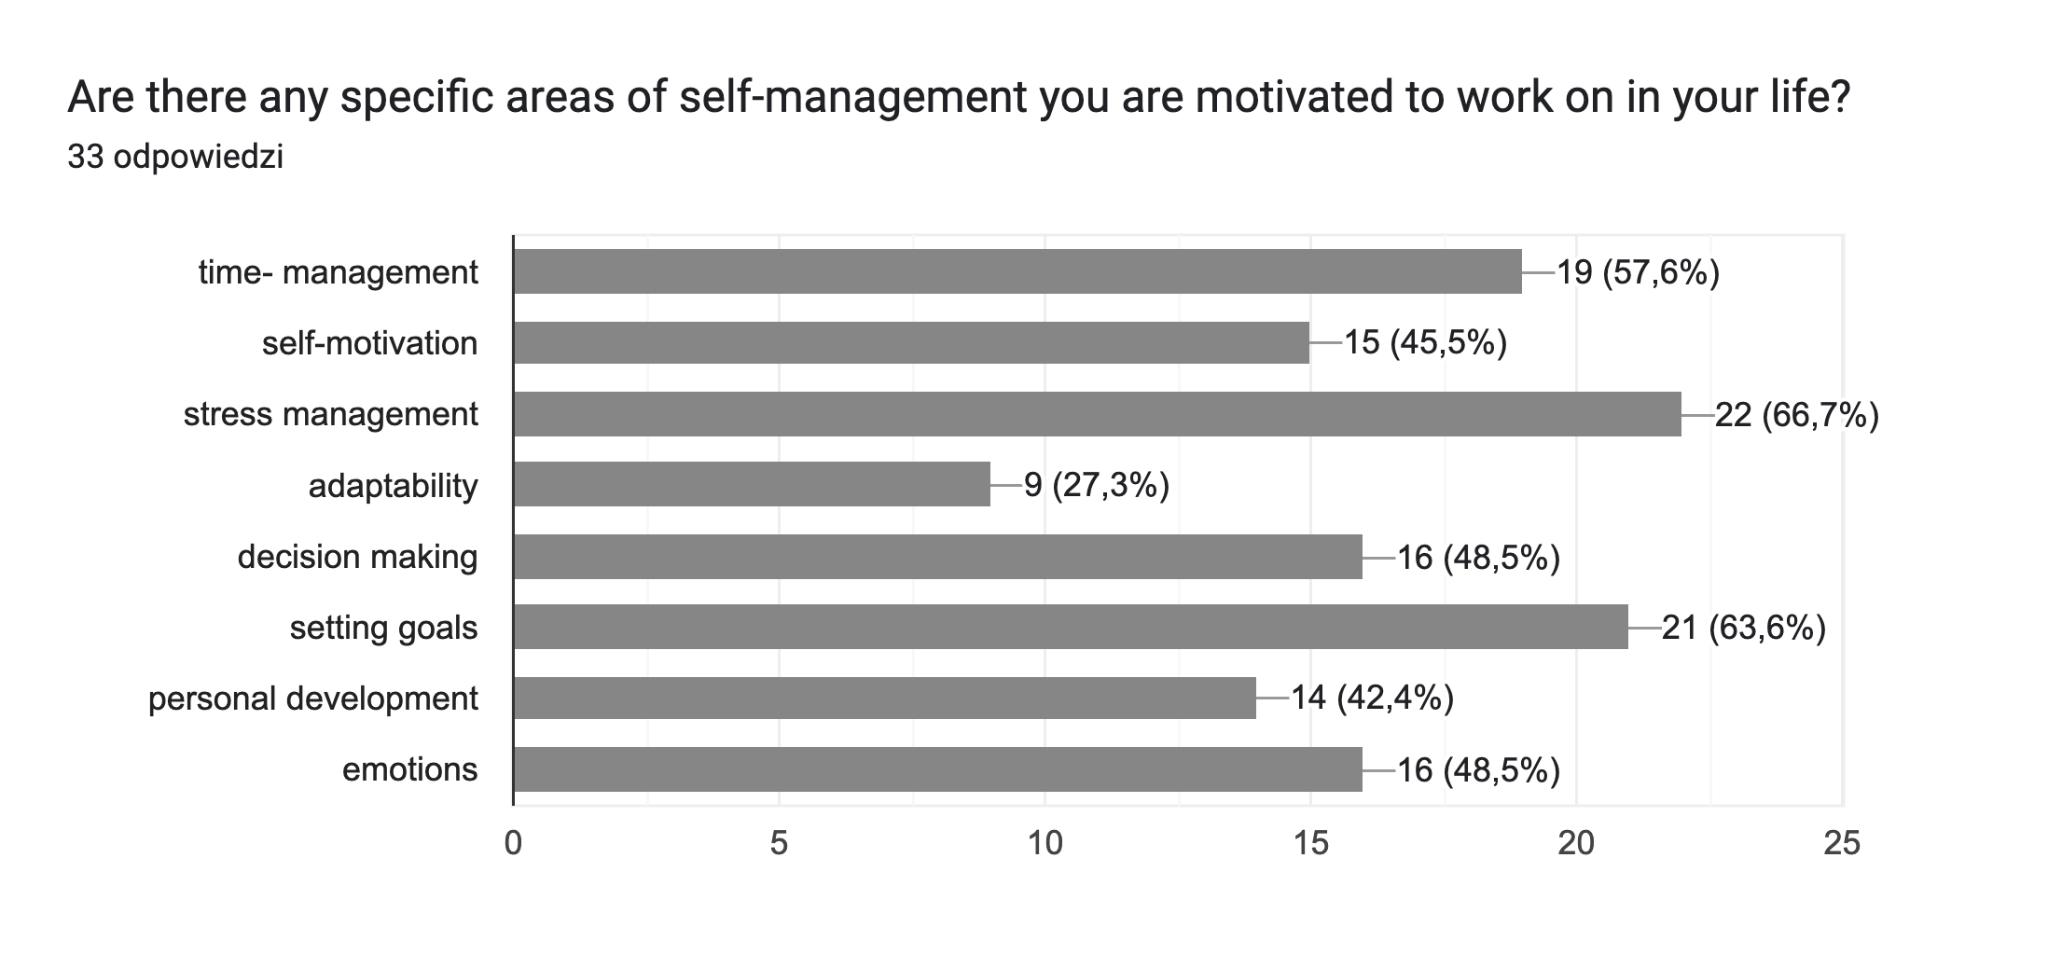 Are there any specific areas of self-management you are motivated to work on in your life?
33 odpowiedzi
time- management 19 (57,6%)
self-motivation 15 (45,5%)
stress management 22 (66,7%)
adaptability 9 (27,3%)
decision making 16 (48,5%)
setting goals 21 (63,6%)
personal development 14 (42,4%)
emotions 16 (48,5%)
0 5 10 15 20 25